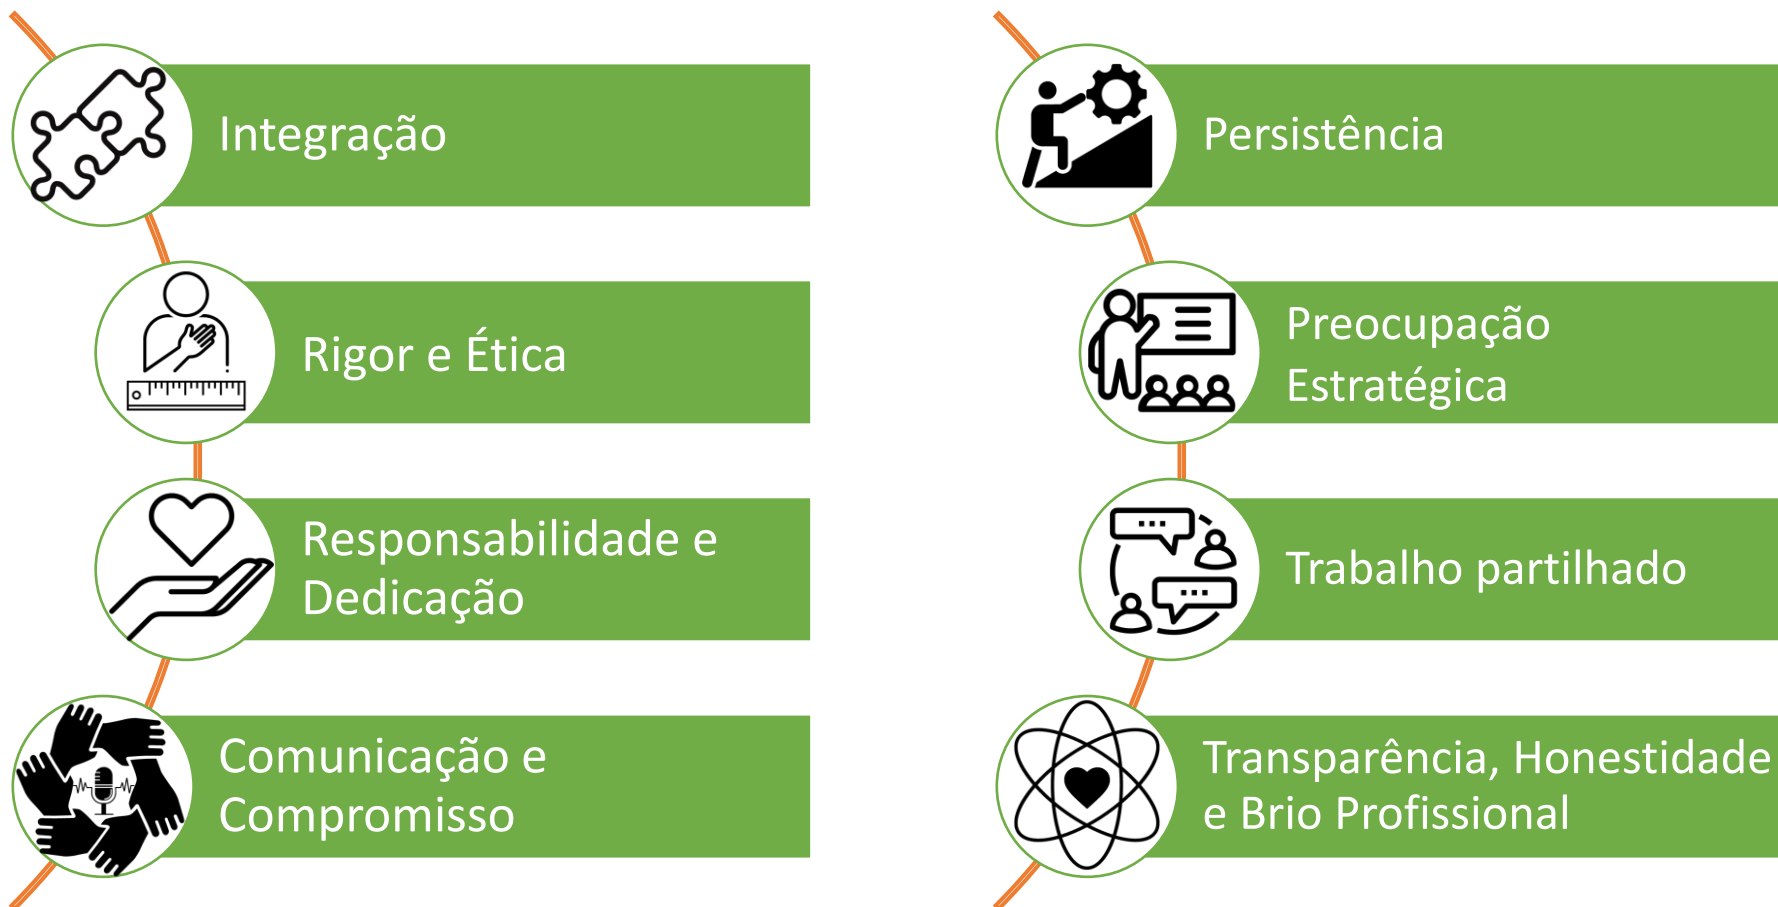 Integração
Rigor e Ética
Responsabilidade e
Dedicação
Comunicação e
Compromisso
Persistência
Preocupação
Estratégica
Trabalho partilhado
Transparência, Honestidade
e Brio Profissional